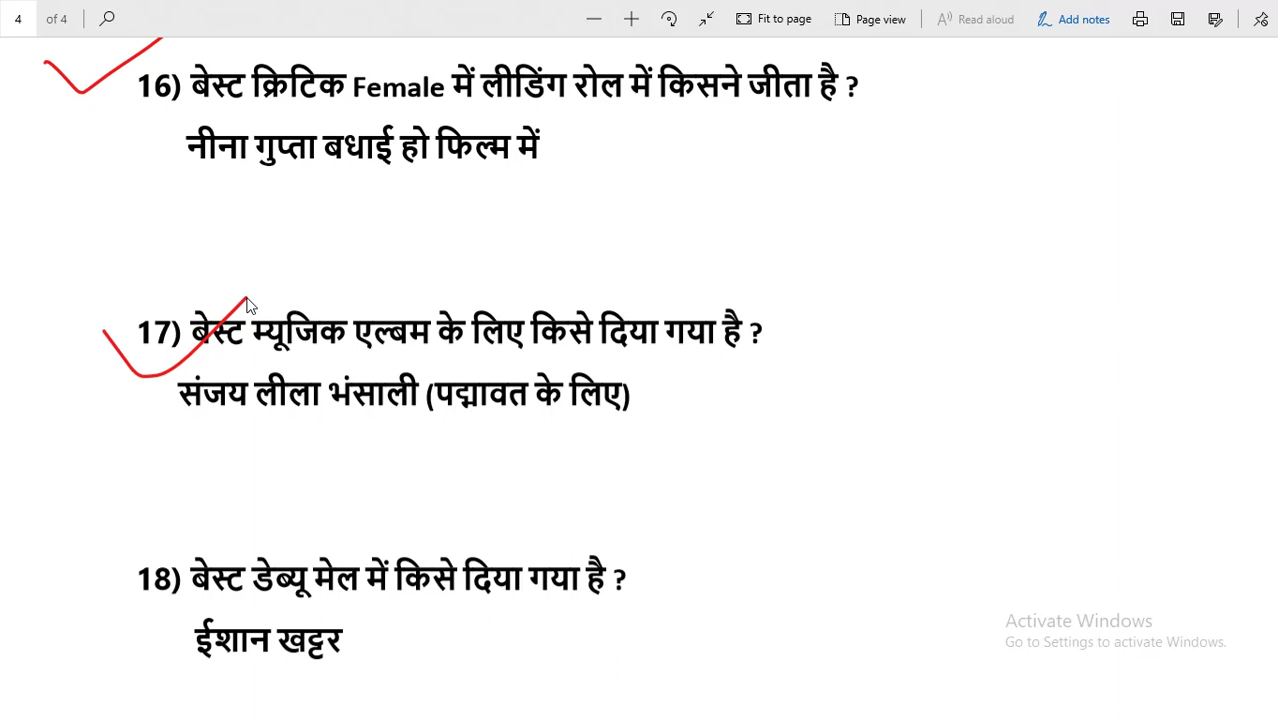 4 of 4 Fit to page Page view Read aloud Add notes
16) बेस्ट क्रिटिक Female में लीडिंग रोल में किसने जीता है ?
नीना गुप्ता बधाई हो फिल्म में
17) बेस्ट म्यूजिक एल्बम के लिए किसे दिया गया है ?
संजय लीला भंसाली (पद्मावत के लिए)
18) बेस्ट डेब्यू मेल में किसे दिया गया है ?
ईशान खट्टर
Activate Windows
Go to Settings to activate Windows.